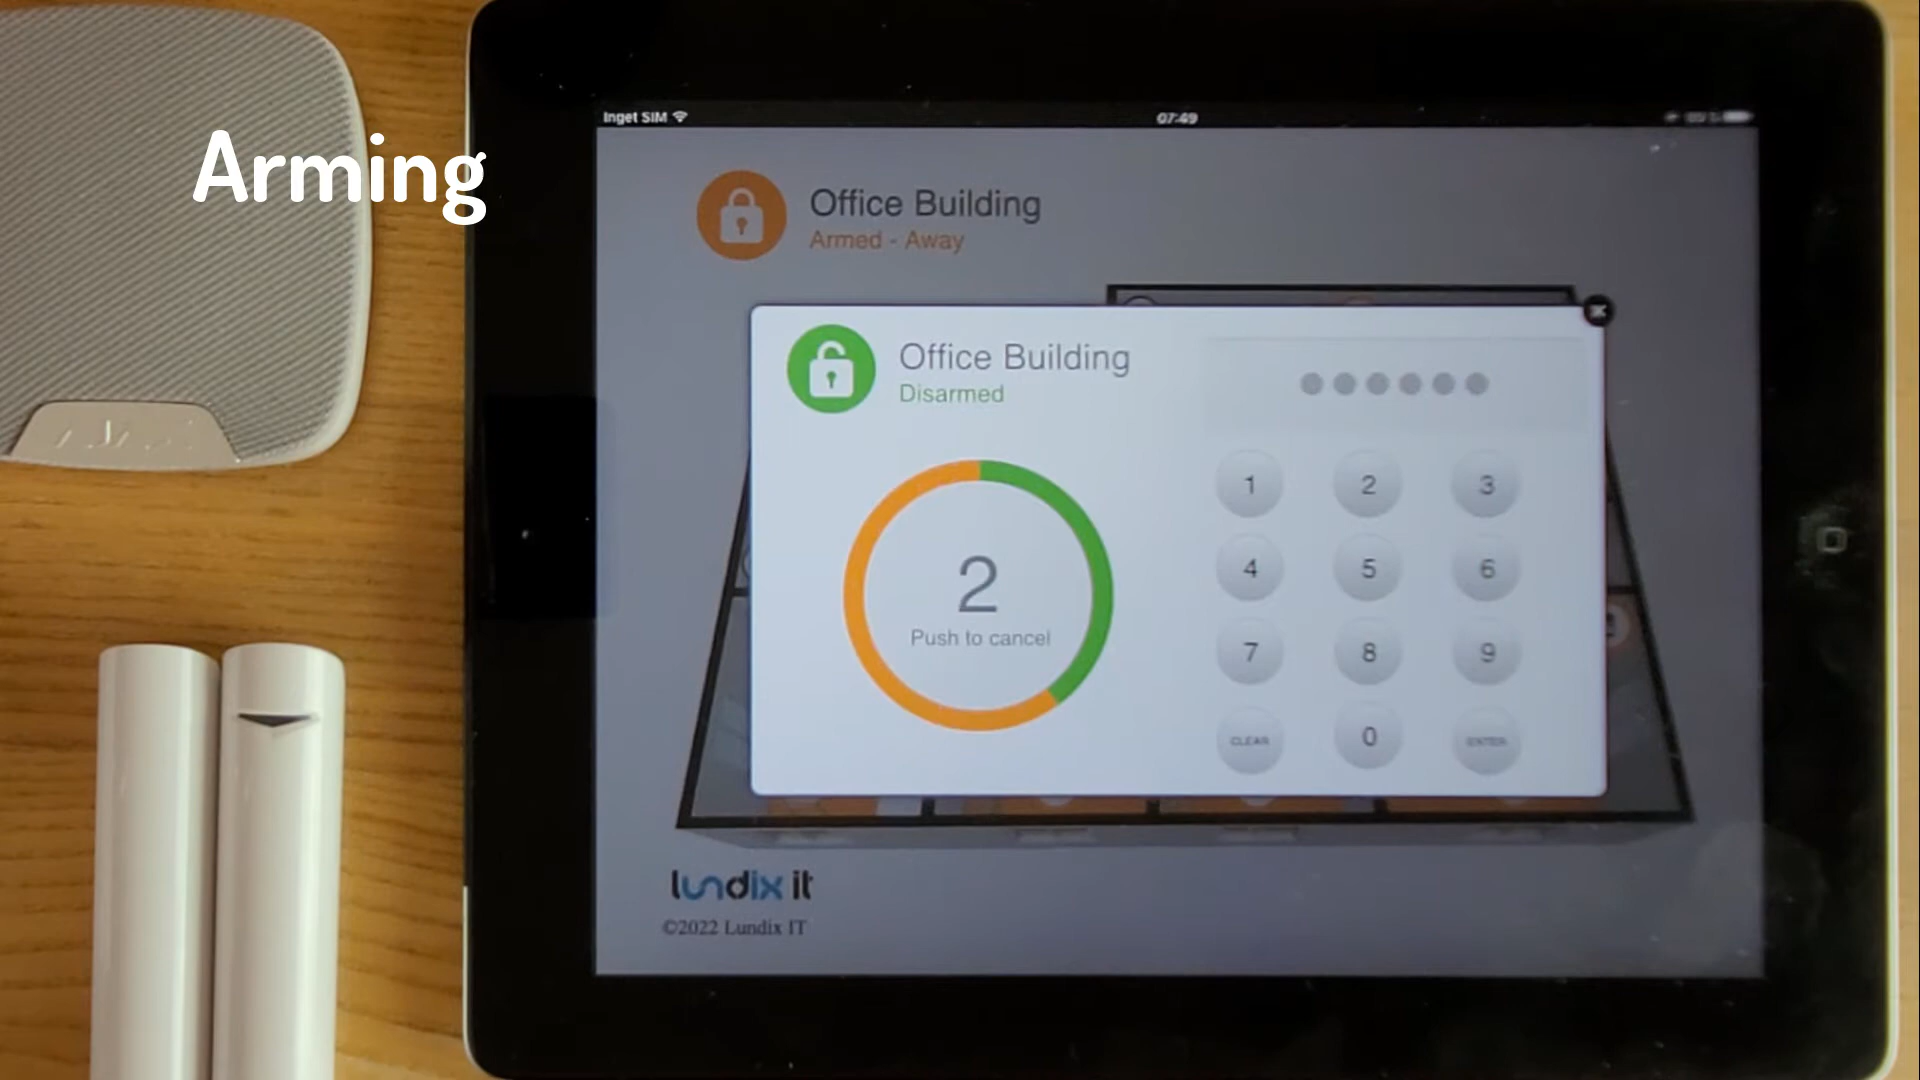 Arming
Inget SIM
07:49
Office Building
Armed - Away
Office Building
Disarmed
2
Push to cancel
1 2 3
4 5 6
7 8 9
CLEAR 0 ENTER
lundix it
©2022 Lundix IT
AJAX